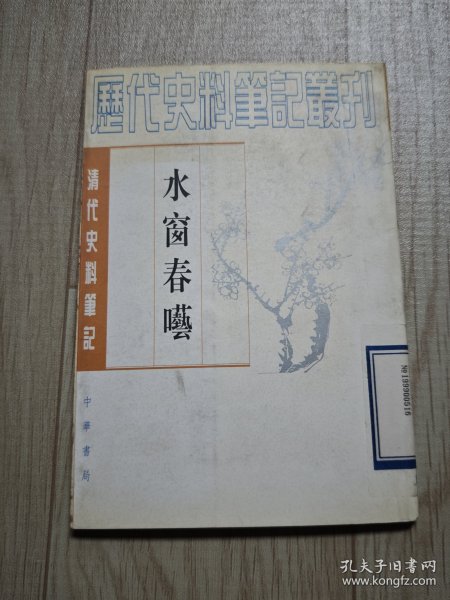 歷代史料筆記叢刊
清代史料筆記
水窗春囈
中華書局
№199900516
孔夫子旧书网
www.kongfz.com